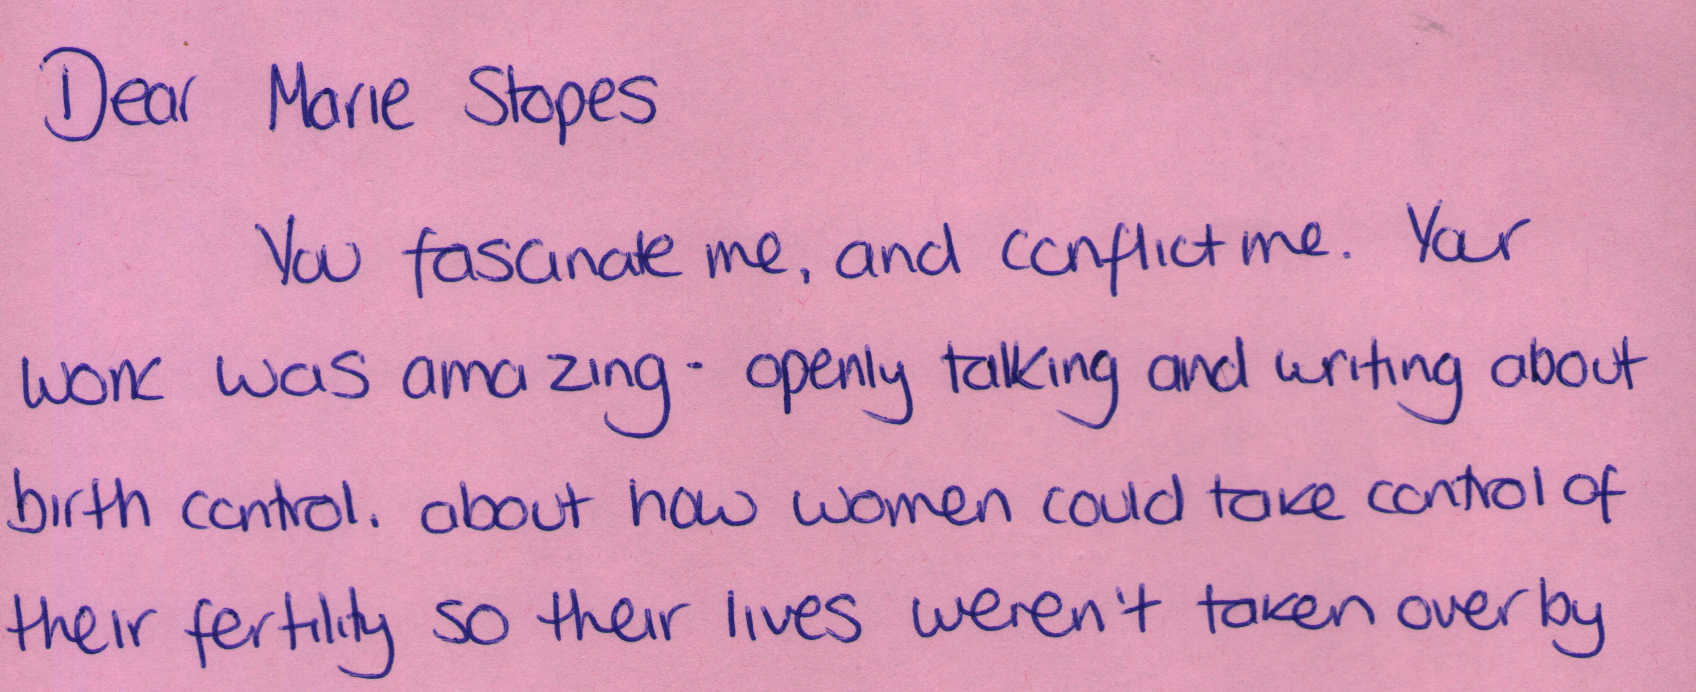 Dear Marie Stopes
You fascinate me, and conflict me. Your
work was amazing - openly talking and writing about
birth control. about how women could take control of
their fertility so their lives weren't taken over by